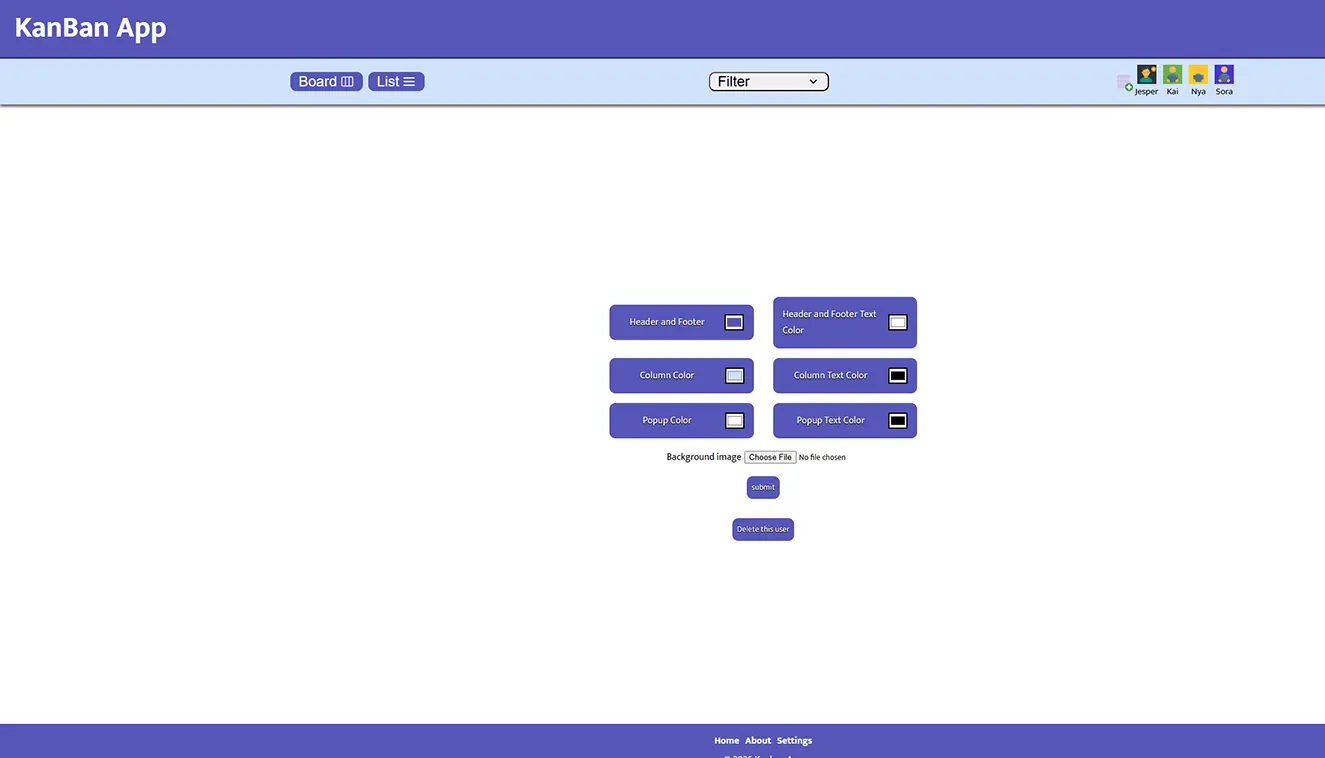 KanBan App
Board List Filter
Jesper Kai Nya Sora
Header and Footer
Header and Footer Text
Color
Column Color
Column Text Color
Popup Color
Popup Text Color
Background image Choose File No file chosen
submit
Delete this user
Home About Settings